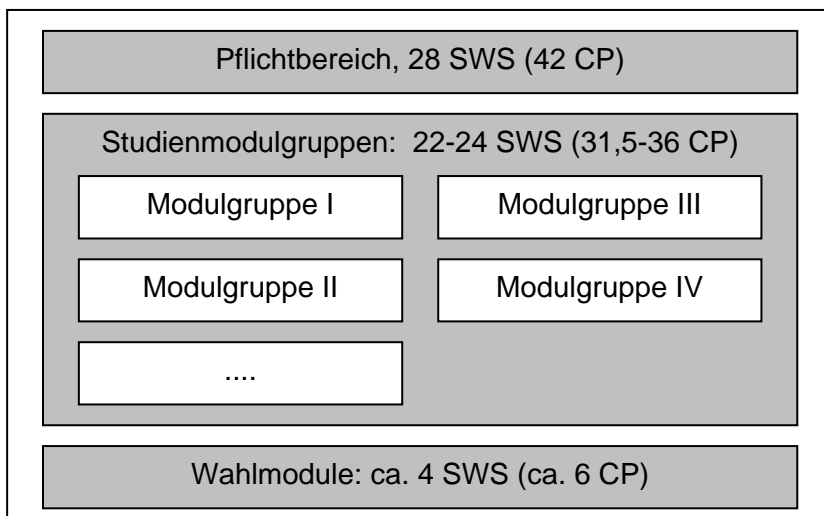 Pflichtbereich, 28 SWS (42 CP)
Studienmodulgruppen: 22-24 SWS (31,5-36 CP)
Modulgruppe I
Modulgruppe III
Modulgruppe II
Modulgruppe IV
....
Wahlmodule: ca. 4 SWS (ca. 6 CP)